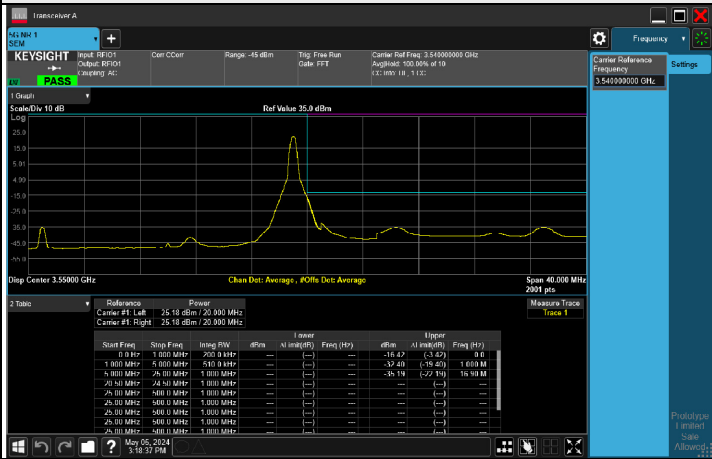 Transceiver A
5G NR 1
SEM
Frequency
KEYSIGHT
Input: RFIO1
Output: RFIO1
Coupling: AC
Corr CCorr
Range: -45 dBm
Trig: Free Run
Gate: FFT
Carrier Ref Freq: 3.540000000 GHz
Avg|Hold: 100.00% of 10
PASS
Carrier Reference
Frequency
3.540000000 GHz
Settings
1 Graph
Scale/Div 10 dB
Ref Value 35.0 dBm
Log
25.0
15.0
5.00
-15.0
-25.0
-35.0
-45.0
-55.0
Disp Center 3.55000 GHz
Chan Det: Average , #Offs Det: Average
Span 40.000 MHz
2001 pts
2 Table
Reference Power
Carrier #1: Left 25.18 dBm / 20.000 MHz
Carrier #1: Right 25.18 dBm / 20.000 MHz
Measure Trace
Trace 1
Lower Upper
Start Freq Stop Freq Integ BW dBm ΔLimit(dB) Freq (Hz) dBm ΔLimit(dB) Freq (Hz)
0.0 Hz 1.000 MHz 200.0 kHz --- (---) --- -16.42 (-3.42) 0.0
1.000 MHz 5.000 MHz 510.0 kHz --- (---) --- -32.40 (-19.40) 1.000 M
5.000 MHz 25.00 MHz 1.000 MHz --- (---) --- -35.19 (-22.19) 16.90 M
20.50 MHz 24.50 MHz 1.000 MHz --- (---) --- --- (---) ---
25.00 MHz 500.0 MHz 1.000 MHz --- (---) --- --- (---) ---
25.00 MHz 500.0 MHz 1.000 MHz --- (---) --- --- (---) ---
25.00 MHz 500.0 MHz 1.000 MHz --- (---) --- --- (---) ---
25.00 MHz 500.0 MHz 1.000 MHz --- (---) --- --- (---) ---
May 06, 2024
3:18:37 PM
Prototype
Limited
Sale
Allowed